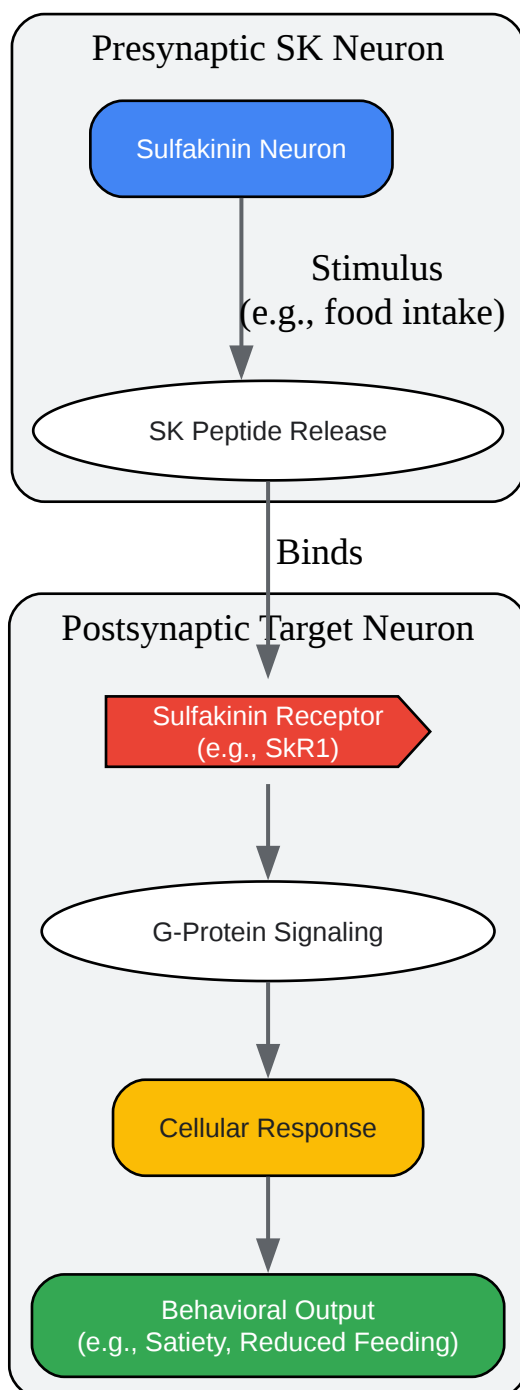 Presynaptic SK Neuron
Sulfakinin Neuron
Stimulus
(e.g., food intake)
SK Peptide Release
Binds
Postsynaptic Target Neuron
Sulfakinin Receptor
(e.g., SkR1)
G-Protein Signaling
Cellular Response
Behavioral Output
(e.g., Satiety, Reduced Feeding)